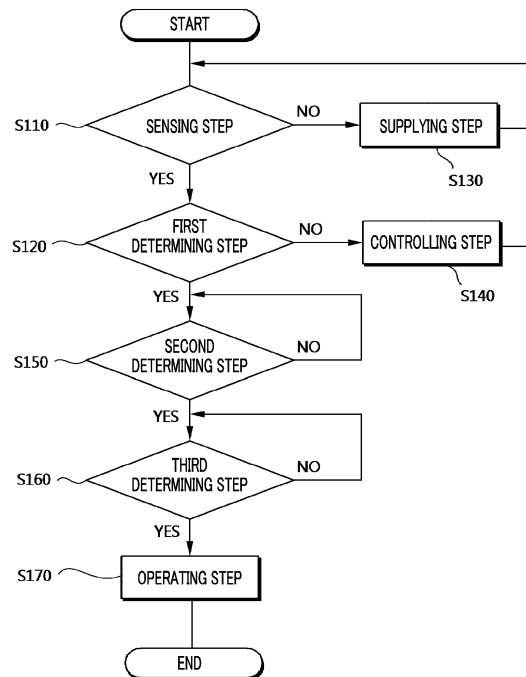 START
S110
SENSING STEP
NO
SUPPLYING STEP
S130
YES
S120
FIRST
DETERMINING STEP
NO
CONTROLLING STEP
S140
YES
S150
SECOND
DETERMINING STEP
NO
YES
S160
THIRD
DETERMINING STEP
NO
YES
S170
OPERATING STEP
END